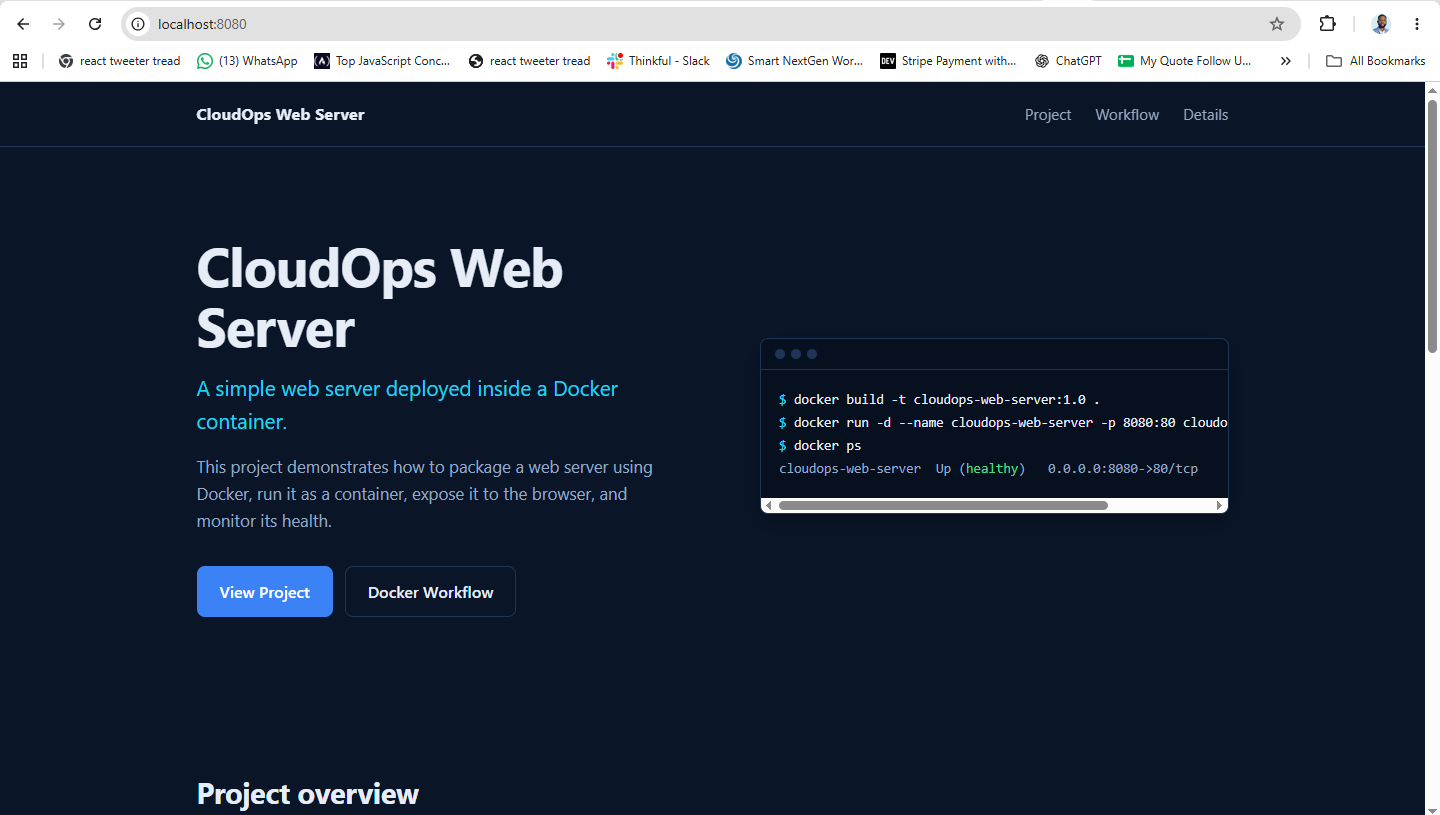 localhost:8080
react tweeter tread
(13) WhatsApp
Top JavaScript Conc...
react tweeter tread
Thinkful - Slack
Smart NextGen Wor...
DEV
Stripe Payment with...
ChatGPT
My Quote Follow U...
All Bookmarks
CloudOps Web Server
Project
Workflow
Details
CloudOps Web
Server
A simple web server deployed inside a Docker
container.
This project demonstrates how to package a web server using
Docker, run it as a container, expose it to the browser, and
monitor its health.
View Project
Docker Workflow
$ docker build -t cloudops-web-server:1.0 .
$ docker run -d --name cloudops-web-server -p 8080:80 cloudo
$ docker ps
cloudops-web-server  Up (healthy)   0.0.0.0:8080->80/tcp
Project overview